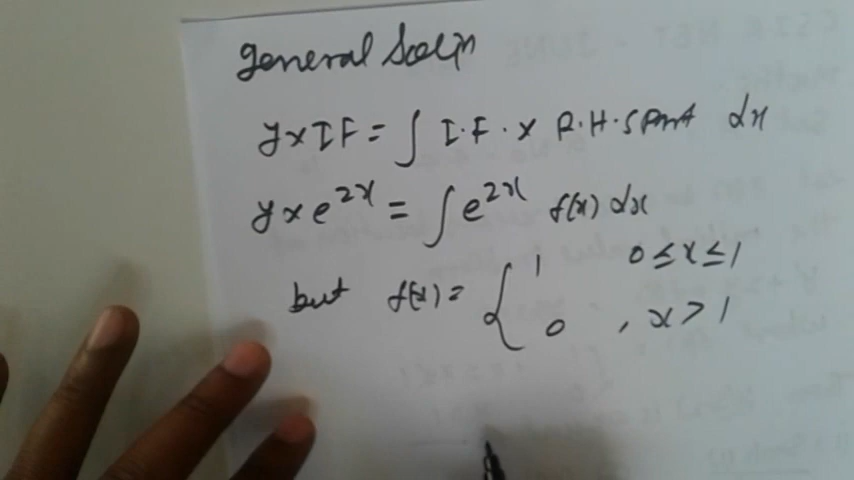 general Soln
y×IF = ∫ I.F. × R.H.S part dx
y×e^{2x} = ∫ e^{2x} f(x) dx
but f(x) = { 1 0≤x≤1
0 , x>1